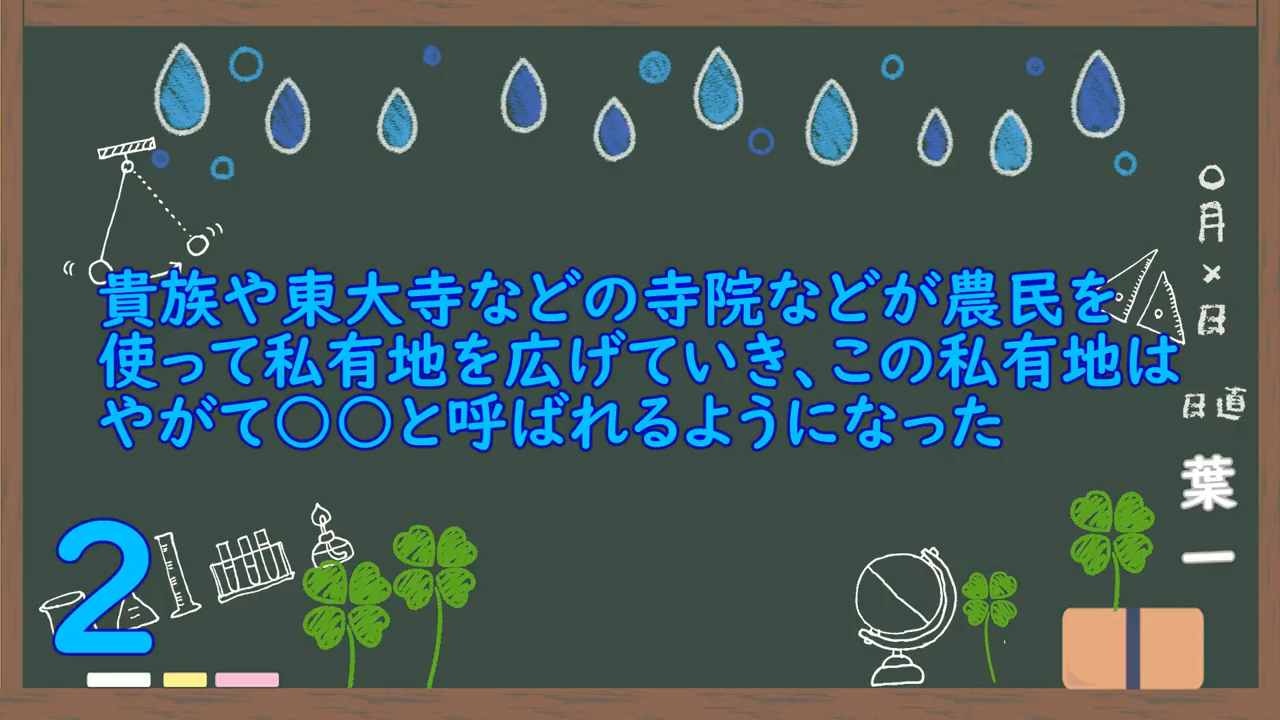 貴族や東大寺などの寺院などが農民を
使って私有地を広げていき、この私有地は
やがて〇〇と呼ばれるようになった
2
〇月×日
日直
葉一